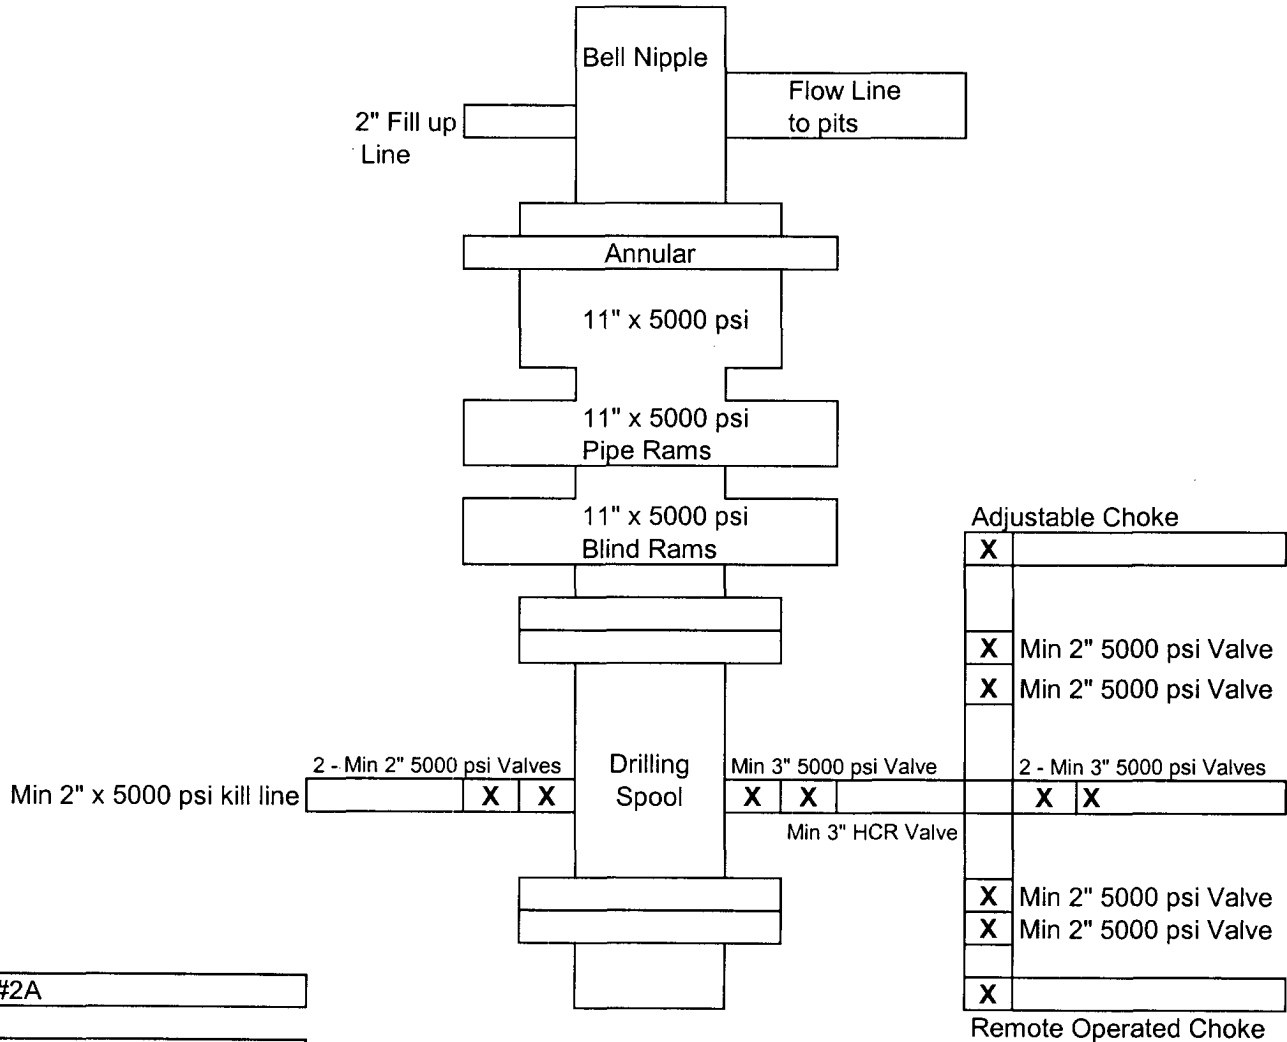 Bell Nipple
Flow Line
to pits
2" Fill up
Line
Annular
11" x 5000 psi
11" x 5000 psi
Pipe Rams
11" x 5000 psi
Blind Rams
Adjustable Choke
X
X Min 2" 5000 psi Valve
X Min 2" 5000 psi Valve
Drilling
Spool
2 - Min 2" 5000 psi Valves
Min 2" x 5000 psi kill line
X X
Min 3" 5000 psi Valve
X X
Min 3" HCR Valve
2 - Min 3" 5000 psi Valves
X X
X Min 2" 5000 psi Valve
X Min 2" 5000 psi Valve
X
Remote Operated Choke
#2A